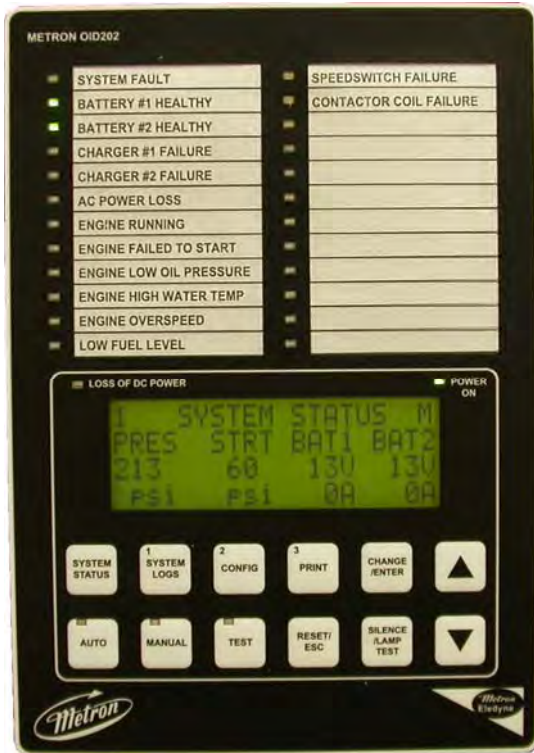 METRON OID202
SYSTEM FAULT
BATTERY #1 HEALTHY
BATTERY #2 HEALTHY
CHARGER #1 FAILURE
CHARGER #2 FAILURE
AC POWER LOSS
ENGINE RUNNING
ENGINE FAILED TO START
ENGINE LOW OIL PRESSURE
ENGINE HIGH WATER TEMP
ENGINE OVERSPEED
LOW FUEL LEVEL
SPEEDSWITCH FAILURE
CONTACTOR COIL FAILURE
LOSS OF DC POWER
POWER
ON
1 SYSTEM STATUS M
PRES STRT BAT1 BAT2
213 60 13V 13V
psi psi 0A 0A
SYSTEM
STATUS
1
SYSTEM
LOGS
2
CONFIG
3
PRINT
CHANGE
/ENTER
AUTO
MANUAL
TEST
RESET/
ESC
SILENCE
/LAMP
TEST
Metron
Metron
Eledyne